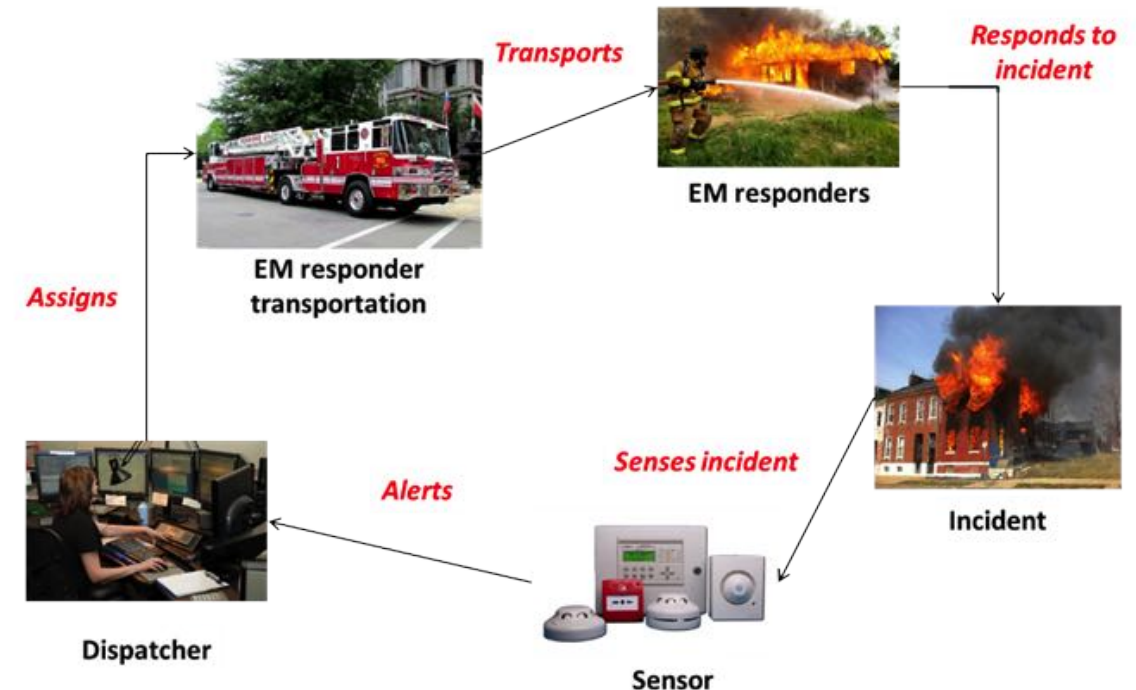 Transports
Responds to
incident
EM responders
EM responder
transportation
Assigns
Senses incident
Incident
Alerts
Dispatcher
Sensor